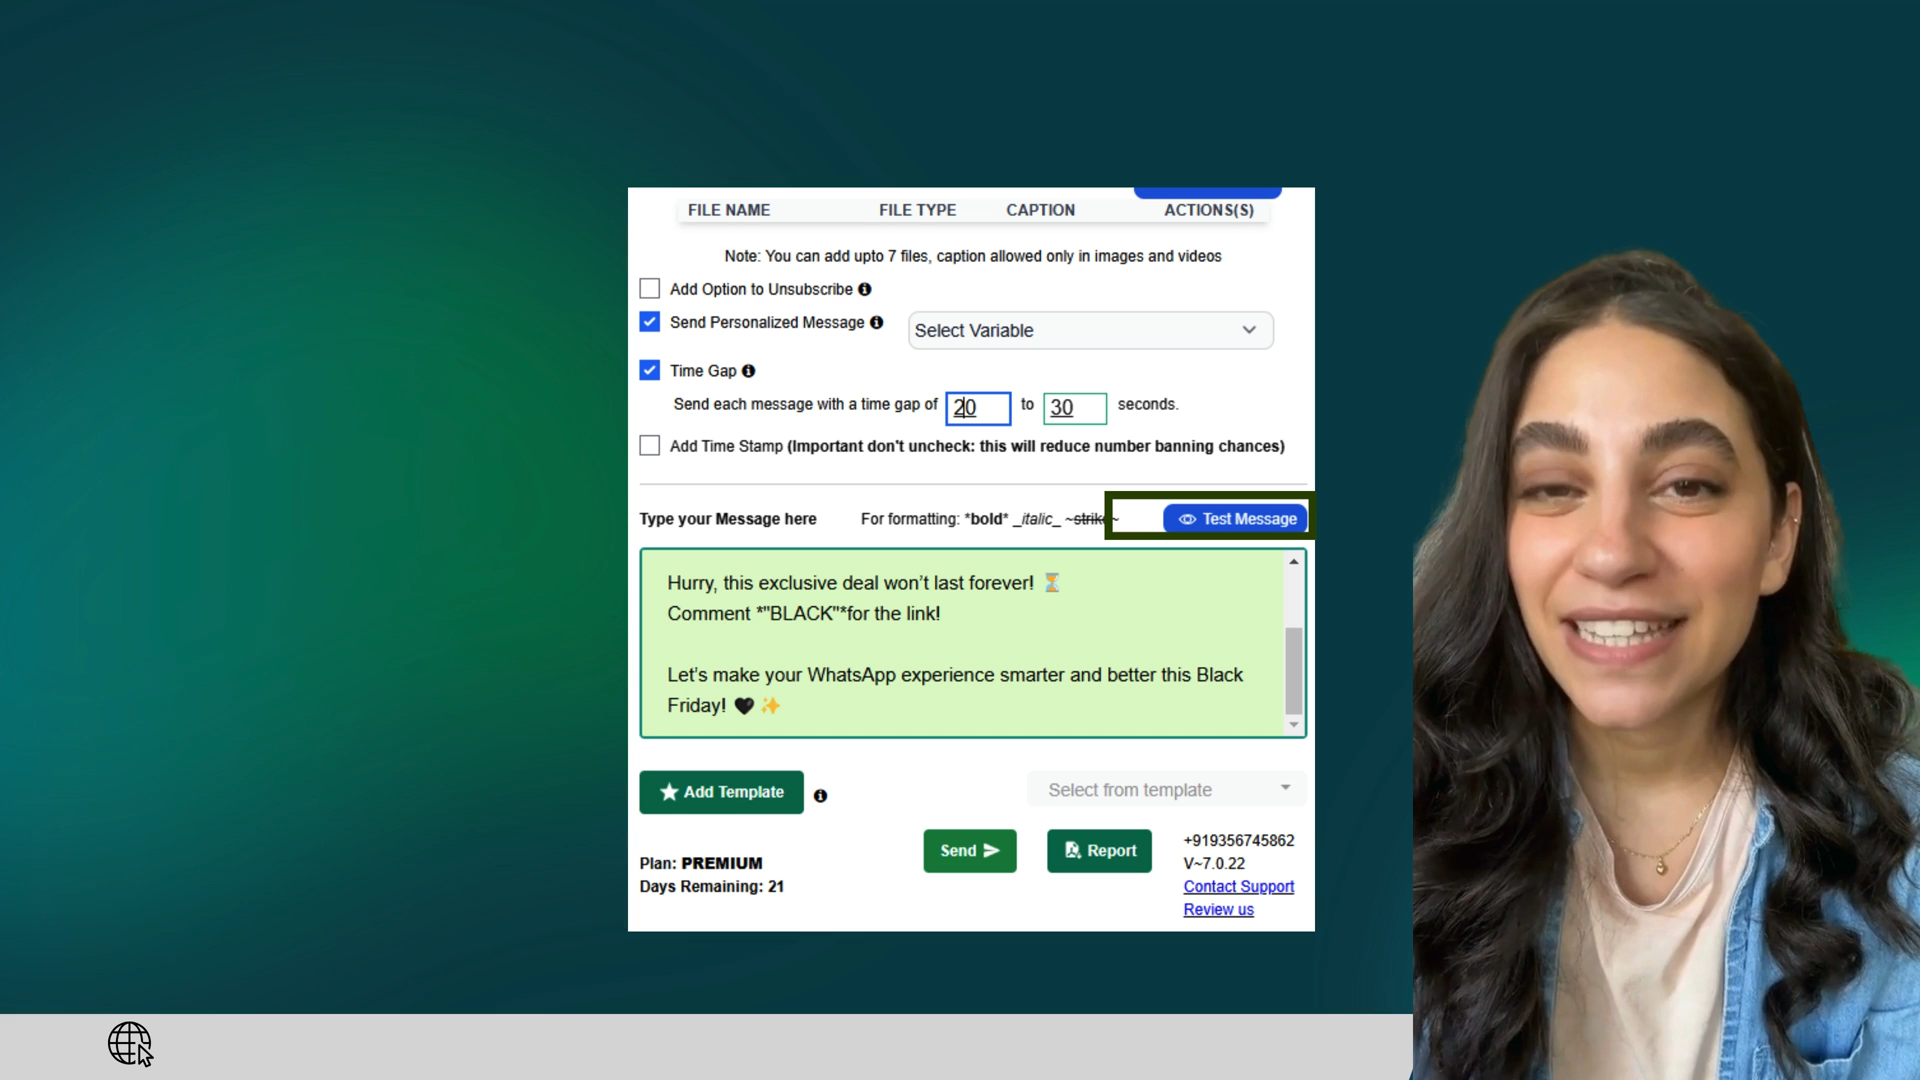 FILE NAME FILE TYPE CAPTION ACTIONS(S)
Note: You can add upto 7 files, caption allowed only in images and videos
Add Option to Unsubscribe
Send Personalized Message Select Variable
Time Gap
Send each message with a time gap of 20 to 30 seconds.
Add Time Stamp (Important don't uncheck: this will reduce number banning chances)
Type your Message here For formatting: *bold* _italic_ ~strike~ Test Message
Hurry, this exclusive deal won’t last forever! ⏳
Comment *"BLACK"*for the link!
Let’s make your WhatsApp experience smarter and better this Black
Friday! 🖤 ✨
Add Template Select from template
Send Report +919356745862
Plan: PREMIUM V~7.0.22
Days Remaining: 21 Contact Support
Review us